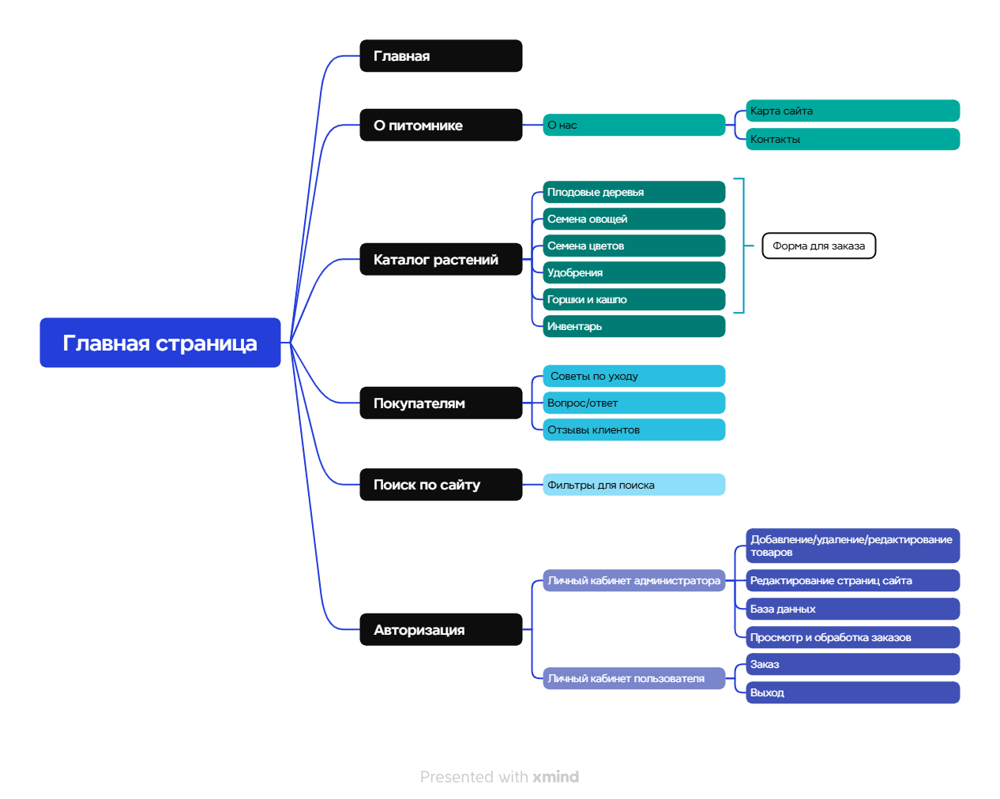 Главная страница
Главная
О питомнике
О нас
Карта сайта
Контакты
Каталог растений
Плодовые деревья
Семена овощей
Семена цветов
Удобрения
Горшки и кашпо
Инвентарь
Форма для заказа
Покупателям
Советы по уходу
Вопрос/ответ
Отзывы клиентов
Поиск по сайту
Фильтры для поиска
Авторизация
Личный кабинет администратора
Добавление/удаление/редактирование
товаров
Редактирование страниц сайта
База данных
Просмотр и обработка заказов
Личный кабинет пользователя
Заказ
Выход
Presented with xmind